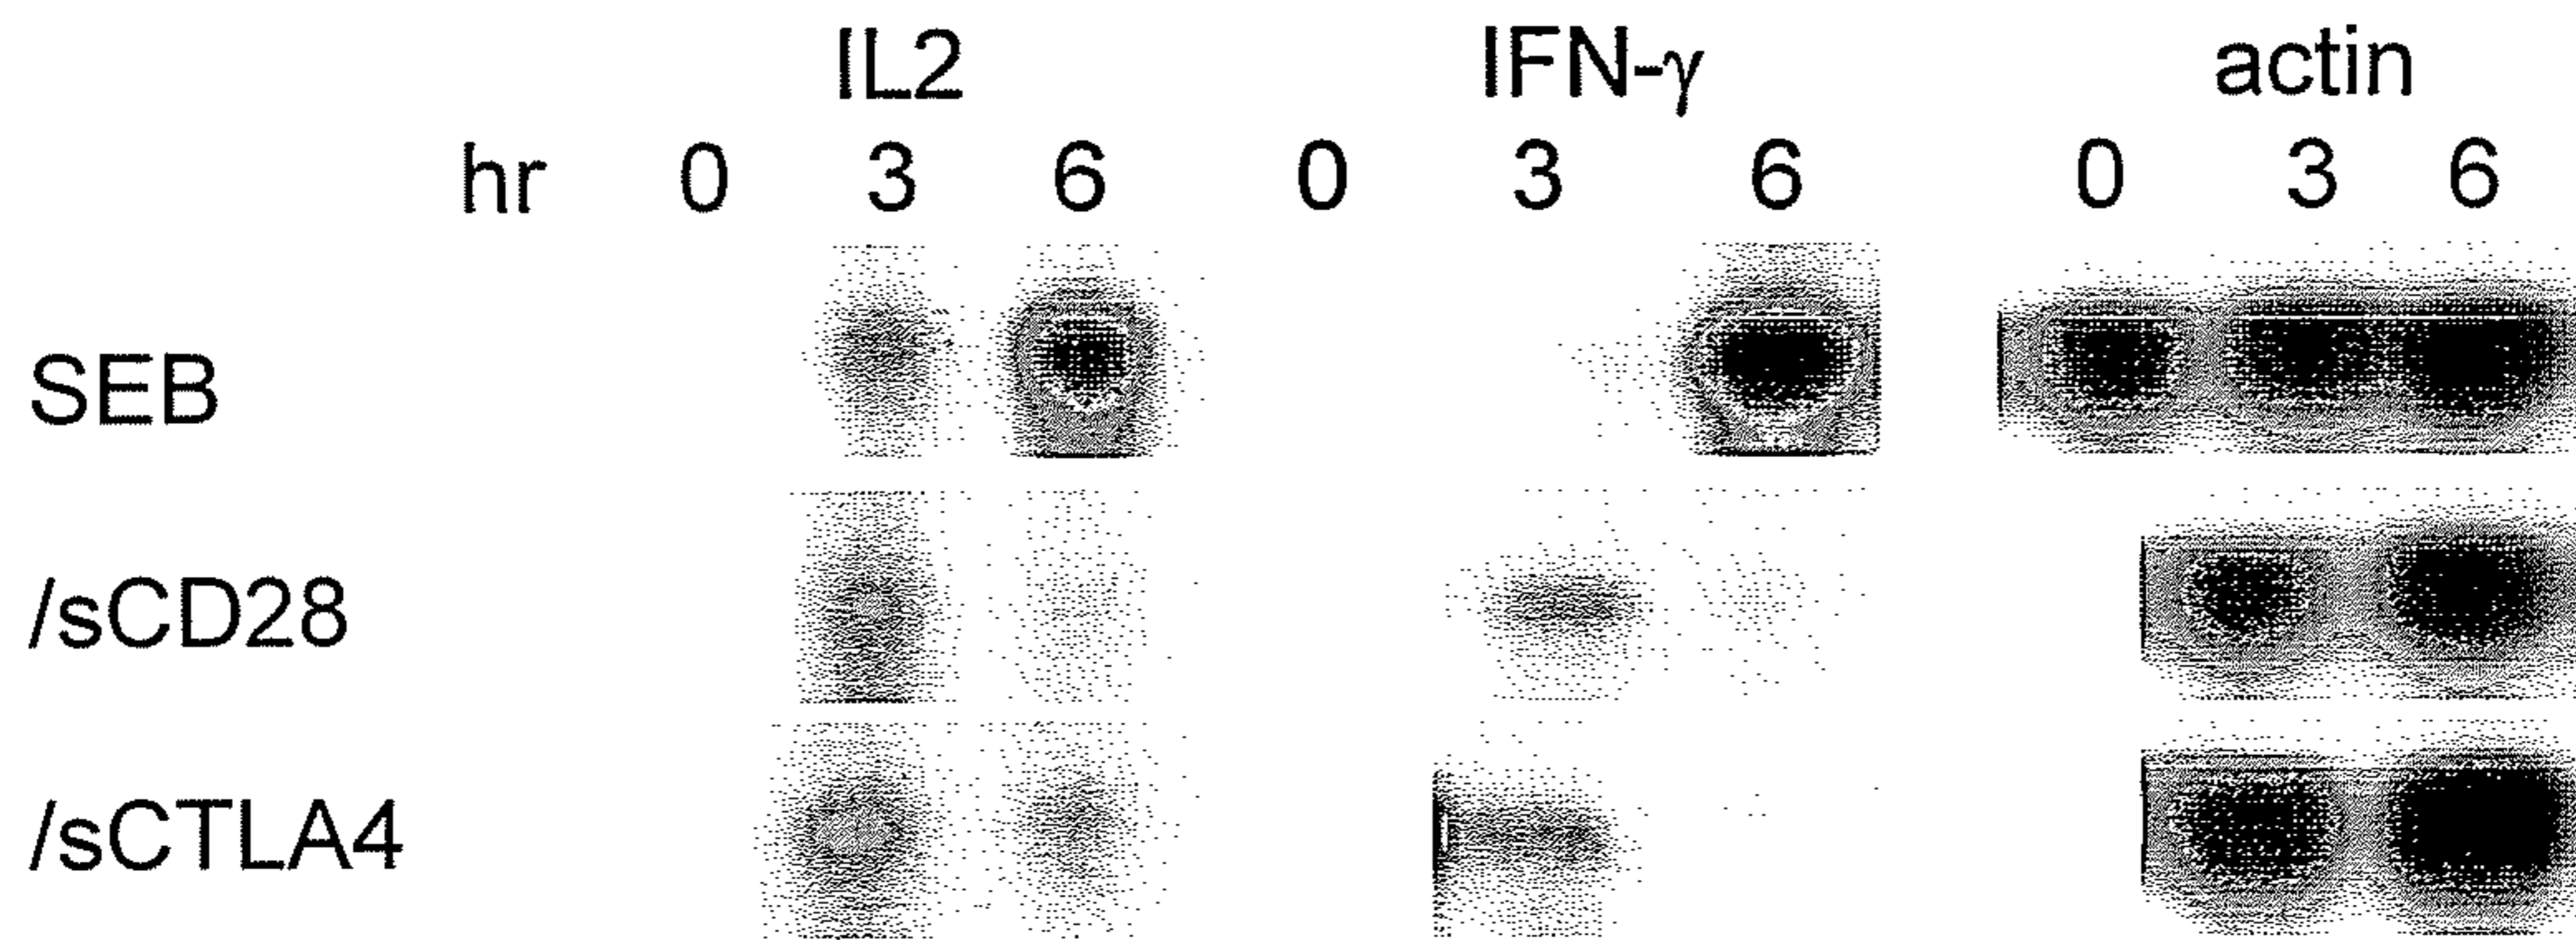 IL2 IFN-γ actin
hr 0 3 6 0 3 6 0 3 6
SEB
/sCD28
/sCTLA4